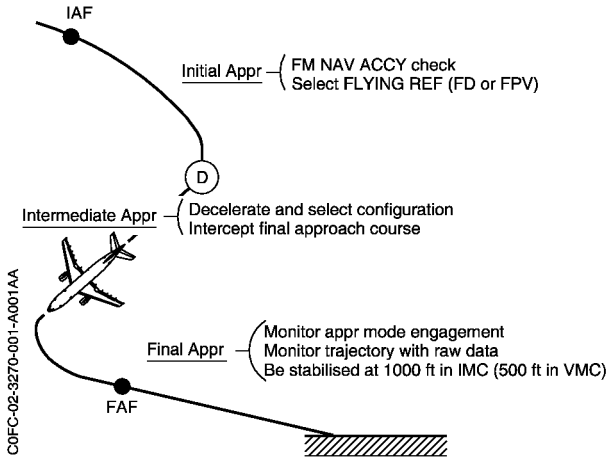 IAF
Initial Appr
FM NAV ACCY check
Select FLYING REF (FD or FPV)
D
Intermediate Appr
Decelerate and select configuration
Intercept final approach course
Final Appr
Monitor appr mode engagement
Monitor trajectory with raw data
Be stabilised at 1000 ft in IMC (500 ft in VMC)
FAF
C0FC-02-3270-001-A001AA